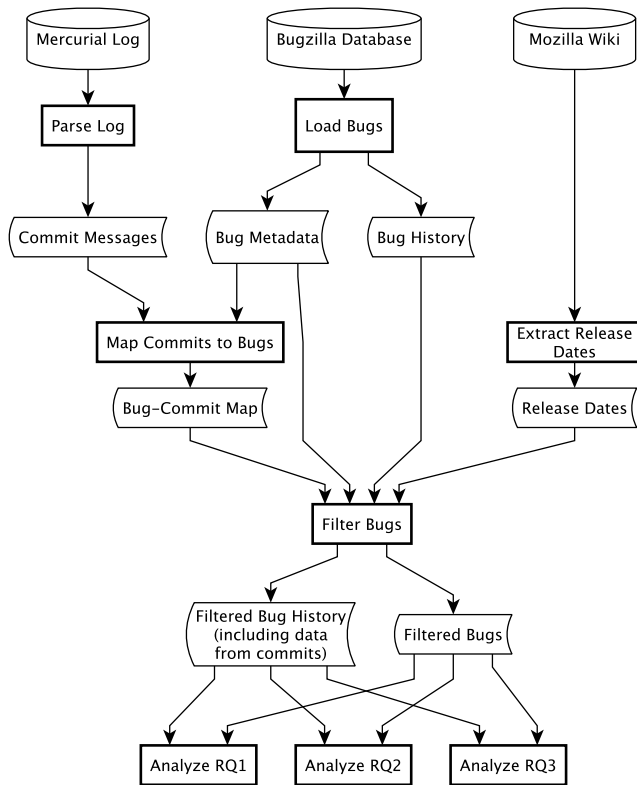 Mercurial Log
Bugzilla Database
Mozilla Wiki
Parse Log
Load Bugs
Commit Messages
Bug Metadata
Bug History
Map Commits to Bugs
Extract Release
Dates
Bug-Commit Map
Release Dates
Filter Bugs
Filtered Bug History
(including data
from commits)
Filtered Bugs
Analyze RQ1
Analyze RQ2
Analyze RQ3